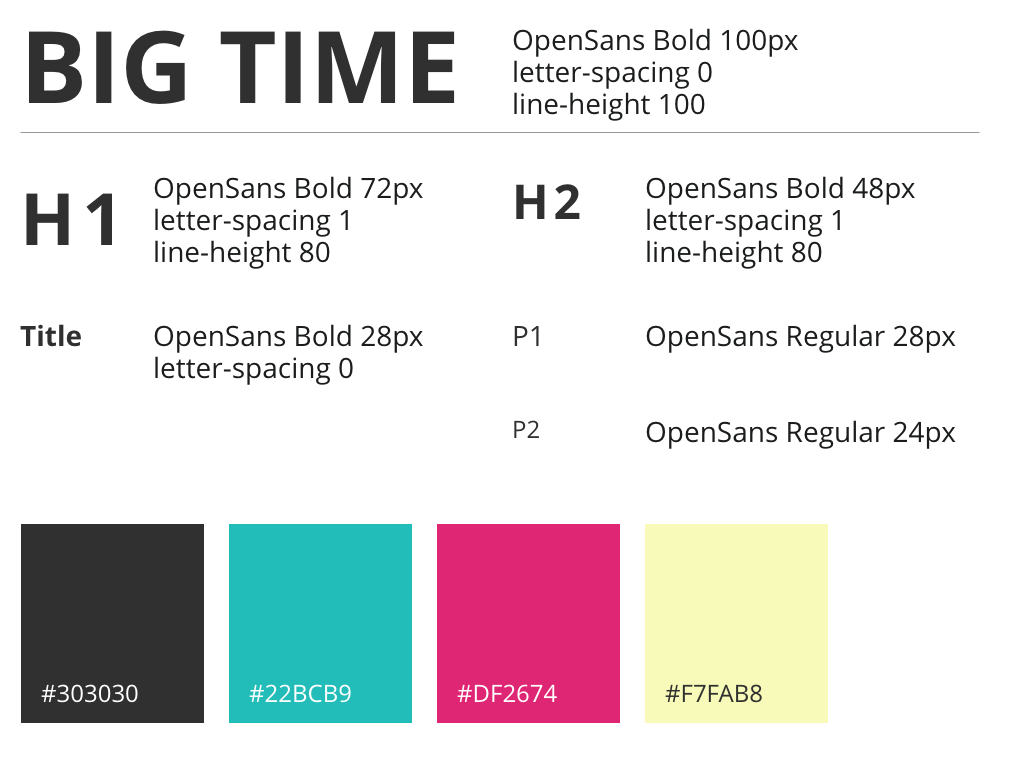 BIG TIME
OpenSans Bold 100px
letter-spacing 0
line-height 100
H1
OpenSans Bold 72px
letter-spacing 1
line-height 80
H2
OpenSans Bold 48px
letter-spacing 1
line-height 80
Title
OpenSans Bold 28px
letter-spacing 0
P1
OpenSans Regular 28px
P2
OpenSans Regular 24px
#303030
#22BCB9
#DF2674
#F7FAB8